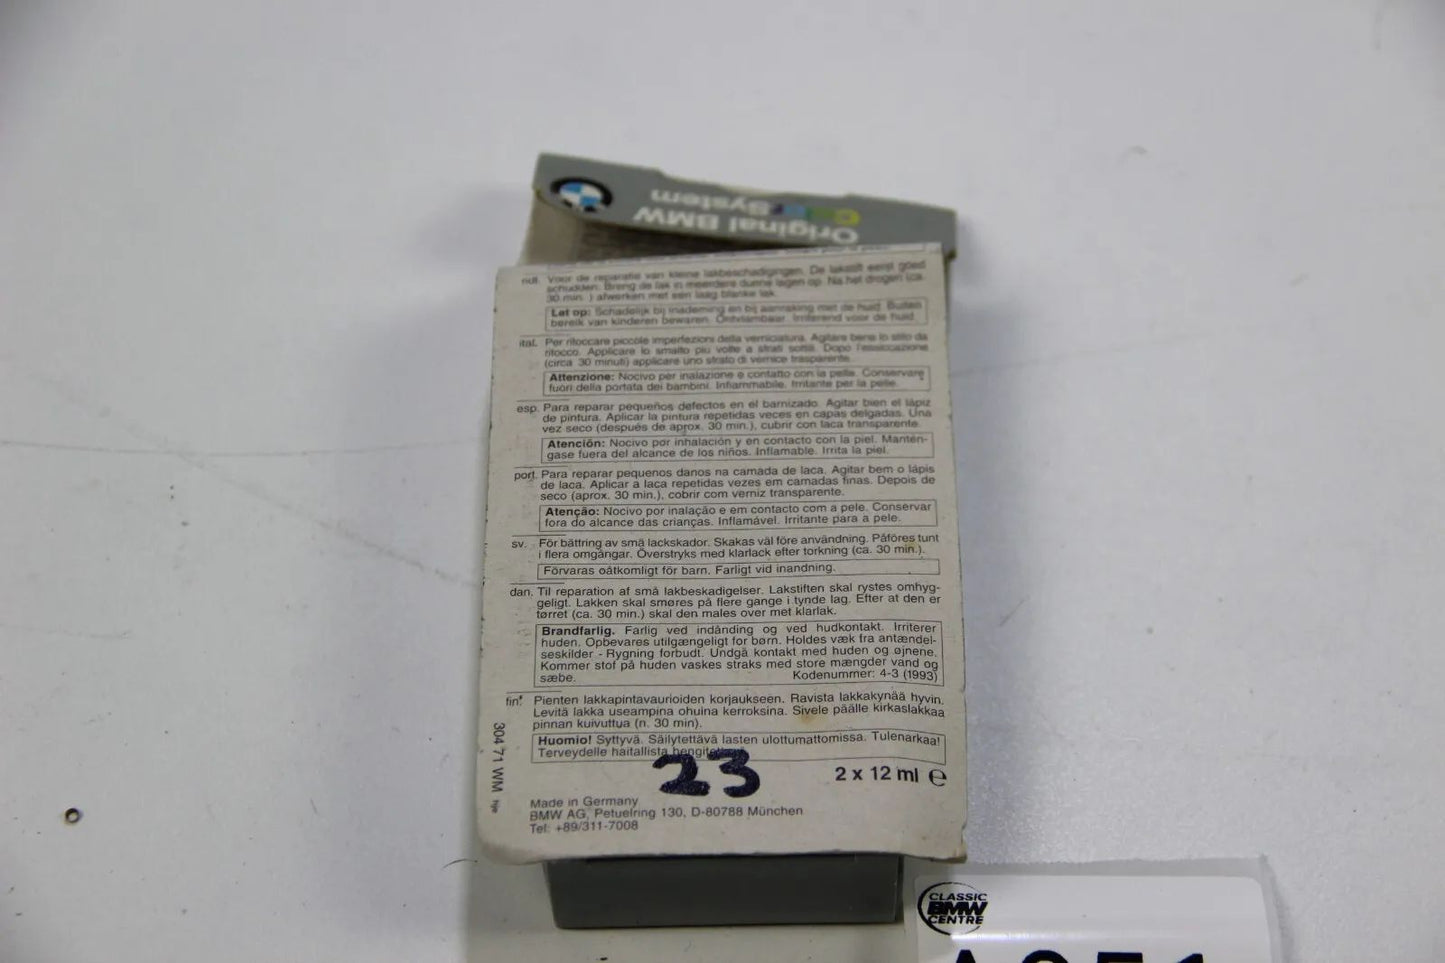 Original BMW
Color System
ndl. Voor de reparatie van kleine lakbeschadigingen. De lakstift eerst goed
schudden. Breng de lak in meerdere dunne lagen op. Na het drogen (ca.
30 min. ) afwerken met een laag blanke lak.
Let op: Schadelijk bij inademing en bij aanraking met de huid. Buiten
bereik van kinderen bewaren. Ontvlambaar. Irriterend voor de huid.
ital. Per ritoccare piccole imperfezioni della verniciatura. Agitare bene lo stilo da
ritocco. Applicare lo smalto piu volte a strati sottili. Dopo l'essiccazione
(circa 30 minuti) applicare uno strato di vernice trasparente.
Attenzione: Nocivo per inalazione e contatto con la pelle. Conservare
fuori della portata dei bambini. Infiammabile. Irritante per la pelle.
esp. Para reparar pequeños defectos en el barnizado. Agitar bien el lápiz
de pintura. Aplicar la pintura repetidas veces en capas delgadas. Una
vez seco (después de aprox. 30 min.), cubrir con laca transparente.
Atención: Nocivo por inhalación y en contacto con la piel. Mantén-
gase fuera del alcance de los niños. Inflamable. Irrita la piel.
port. Para reparar pequenos danos na camada de laca. Agitar bem o lápis
de laca. Aplicar a laca repetidas vezes em camadas finas. Depois de
seco (aprox. 30 min.), cobrir com verniz transparente.
Atenção: Nocivo por inalação e em contacto com a pele. Conservar
fora do alcance das crianças. Inflamável. Irritante para a pele.
sv. För bättring av små lackskador. Skakas väl före användning. Påföres tunt
i flera omgångar. Överstryks med klarlack efter torkning (ca. 30 min.).
Förvaras oåtkomligt för barn. Farligt vid inandning.
dan. Til reparation af små lakbeskadigelser. Lakstiften skal rystes omhyg-
geligt. Lakken skal smøres på flere gange i tynde lag. Efter at den er
tørret (ca. 30 min.) skal den males over met klarlak.
Brandfarlig. Farlig ved indånding og ved hudkontakt. Irriterer
huden. Opbevares utilgængeligt for børn. Holdes væk fra antændel-
seskilder - Rygning forbudt. Undgå kontakt med huden og øjnene.
Kommer stof på huden vaskes straks med store mængder vand og
sæbe. Kodenummer: 4-3 (1993)
fin. Pienten lakkapintavaurioiden korjaukseen. Ravista lakkakynää hyvin.
Levitä lakka useampina ohuina kerroksina. Sivele päälle kirkaslakkaa
pinnan kuivuttua (n. 30 min).
Huomio! Syttyvä. Säilytettävä lasten ulottumattomissa. Tulenarkaa!
Terveydelle haitallista
23
2 x 12 ml e
304 71 WM
Made in Germany
BMW AG, Petuelring 130, D-80788 München
Tel: +89/311-7008
CLASSIC
BMW
CENTRE